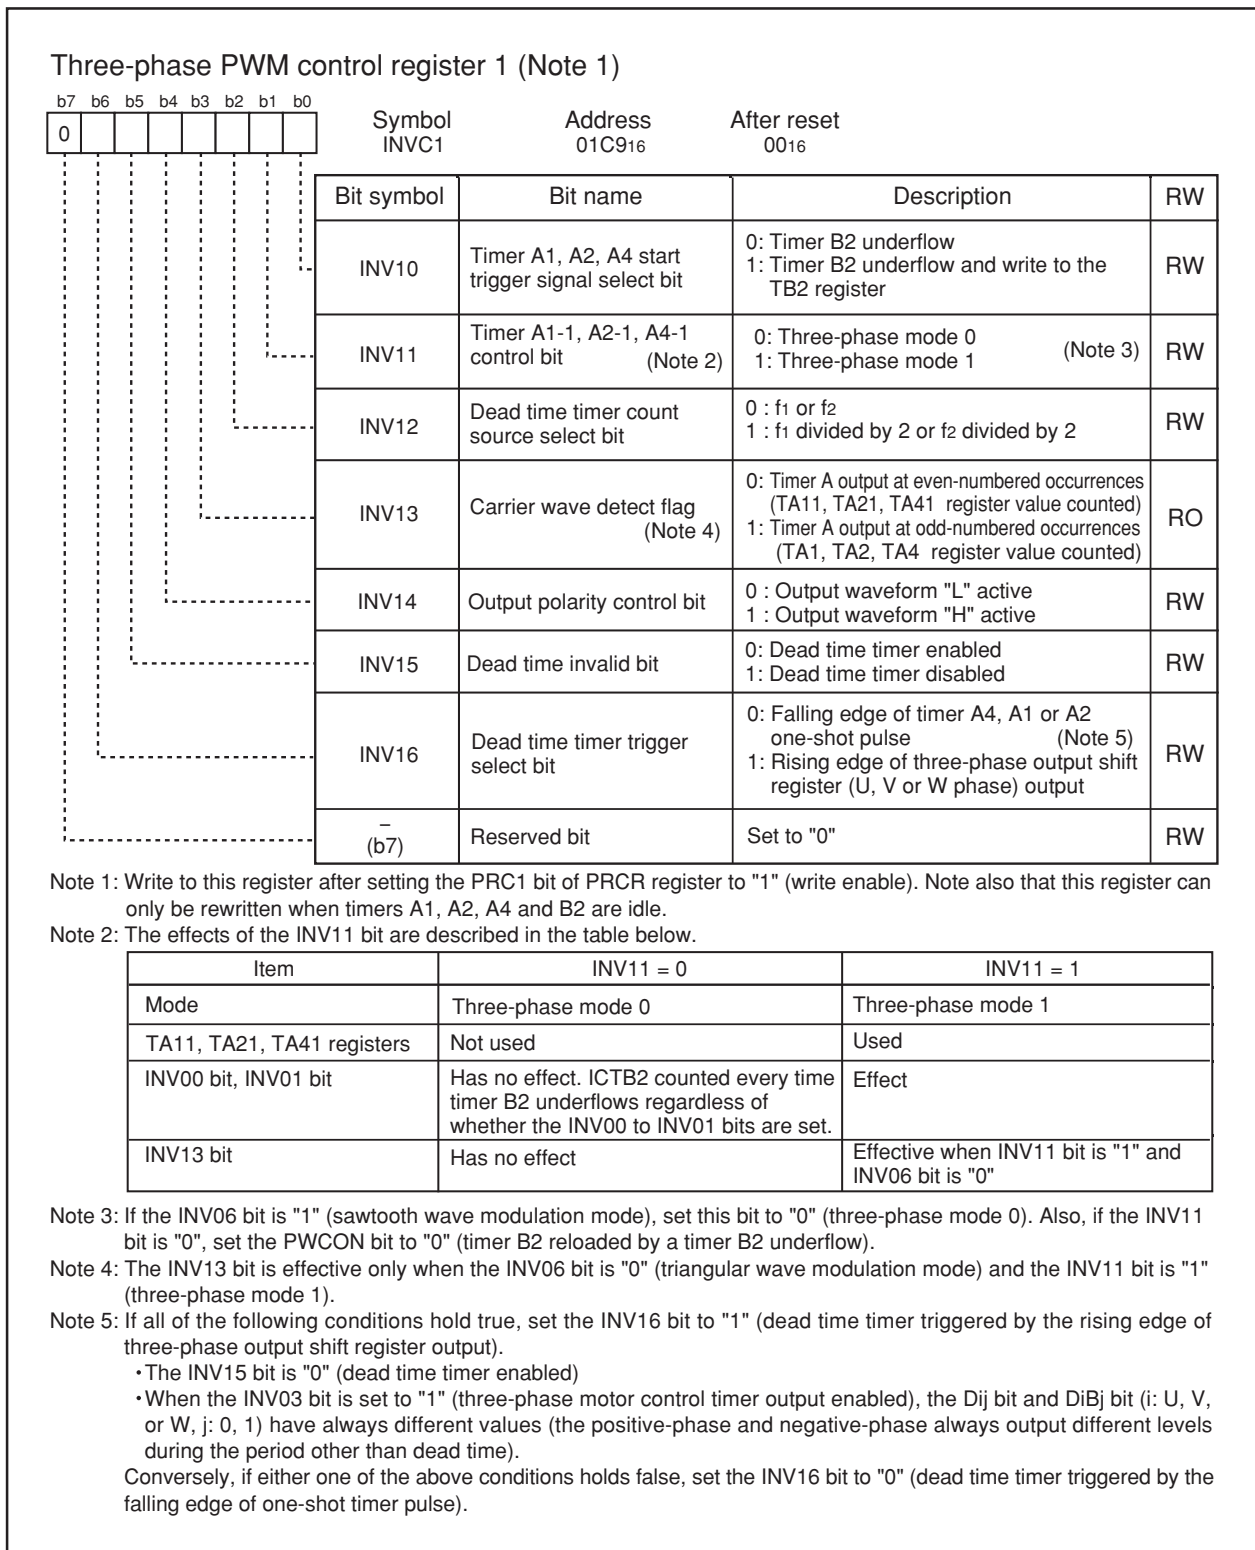 Three-phase PWM control register 1 (Note 1)
b7 b6 b5 b4 b3 b2 b1 b0
0
Symbol Address After reset
INVC1 01C916 0016
Bit symbol Bit name Description RW
INV10
Timer A1, A2, A4 start
trigger signal select bit
0: Timer B2 underflow
1: Timer B2 underflow and write to the
TB2 register
RW
INV11
Timer A1-1, A2-1, A4-1
control bit (Note 2)
0: Three-phase mode 0
1: Three-phase mode 1
(Note 3)
RW
INV12
Dead time timer count
source select bit
0 : f1 or f2
1 : f1 divided by 2 or f2 divided by 2
RW
INV13
Carrier wave detect flag
(Note 4)
0: Timer A output at even-numbered occurrences
(TA11, TA21, TA41 register value counted)
1: Timer A output at odd-numbered occurrences
(TA1, TA2, TA4 register value counted)
RO
INV14
Output polarity control bit
0 : Output waveform "L" active
1 : Output waveform "H" active
RW
INV15
Dead time invalid bit
0: Dead time timer enabled
1: Dead time timer disabled
RW
INV16
Dead time timer trigger
select bit
0: Falling edge of timer A4, A1 or A2
one-shot pulse (Note 5)
1: Rising edge of three-phase output shift
register (U, V or W phase) output
RW
–
(b7)
Reserved bit
Set to "0"
RW
Note 1: Write to this register after setting the PRC1 bit of PRCR register to "1" (write enable). Note also that this register can
only be rewritten when timers A1, A2, A4 and B2 are idle.
Note 2: The effects of the INV11 bit are described in the table below.
Item INV11 = 0 INV11 = 1
Mode Three-phase mode 0 Three-phase mode 1
TA11, TA21, TA41 registers Not used Used
INV00 bit, INV01 bit
Has no effect. ICTB2 counted every time
timer B2 underflows regardless of
whether the INV00 to INV01 bits are set.
Effect
INV13 bit
Has no effect
Effective when INV11 bit is "1" and
INV06 bit is "0"
Note 3: If the INV06 bit is "1" (sawtooth wave modulation mode), set this bit to "0" (three-phase mode 0). Also, if the INV11
bit is "0", set the PWCON bit to "0" (timer B2 reloaded by a timer B2 underflow).
Note 4: The INV13 bit is effective only when the INV06 bit is "0" (triangular wave modulation mode) and the INV11 bit is "1"
(three-phase mode 1).
Note 5: If all of the following conditions hold true, set the INV16 bit to "1" (dead time timer triggered by the rising edge of
three-phase output shift register output).
•The INV15 bit is "0" (dead time timer enabled)
•When the INV03 bit is set to "1" (three-phase motor control timer output enabled), the Dij bit and DiBj bit (i: U, V,
or W, j: 0, 1) have always different values (the positive-phase and negative-phase always output different levels
during the period other than dead time).
Conversely, if either one of the above conditions holds false, set the INV16 bit to "0" (dead time timer triggered by the
falling edge of one-shot timer pulse).